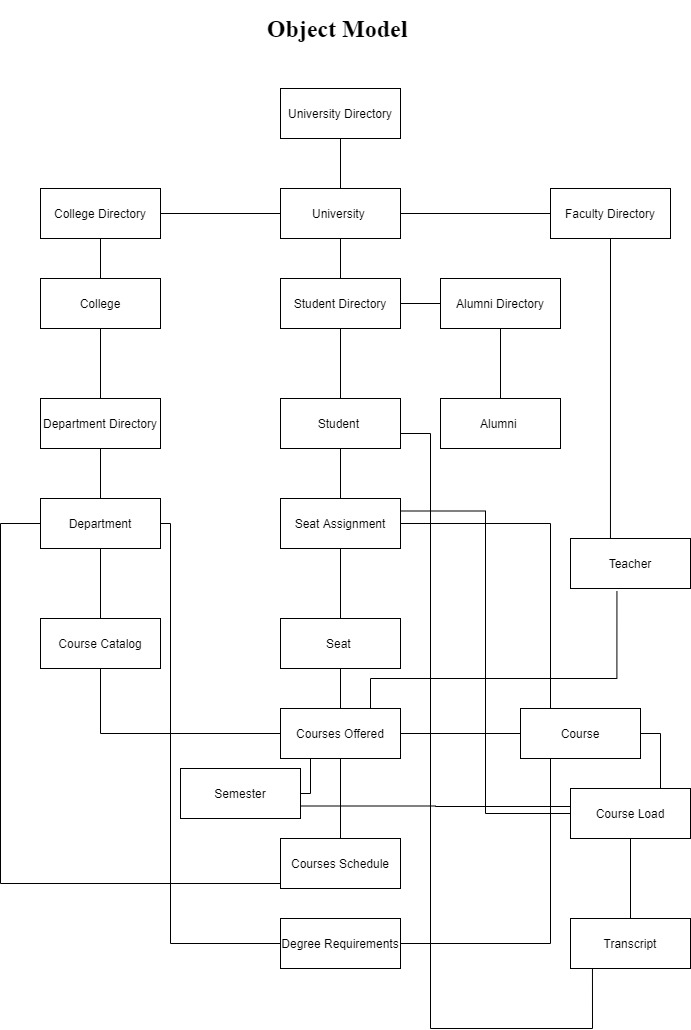 Object Model
University Directory
College Directory
University
Faculty Directory
College
Student Directory
Alumni Directory
Department Directory
Student
Alumni
Department
Seat Assignment
Teacher
Course Catalog
Seat
Courses Offered
Course
Semester
Course Load
Courses Schedule
Degree Requirements
Transcript